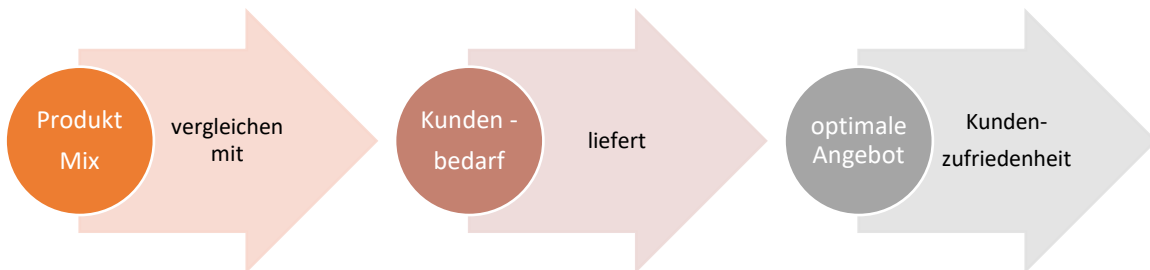 Produkt
Mix
vergleichen
mit
Kunden -
bedarf
liefert
optimale
Angebot
Kunden-
zufriedenheit